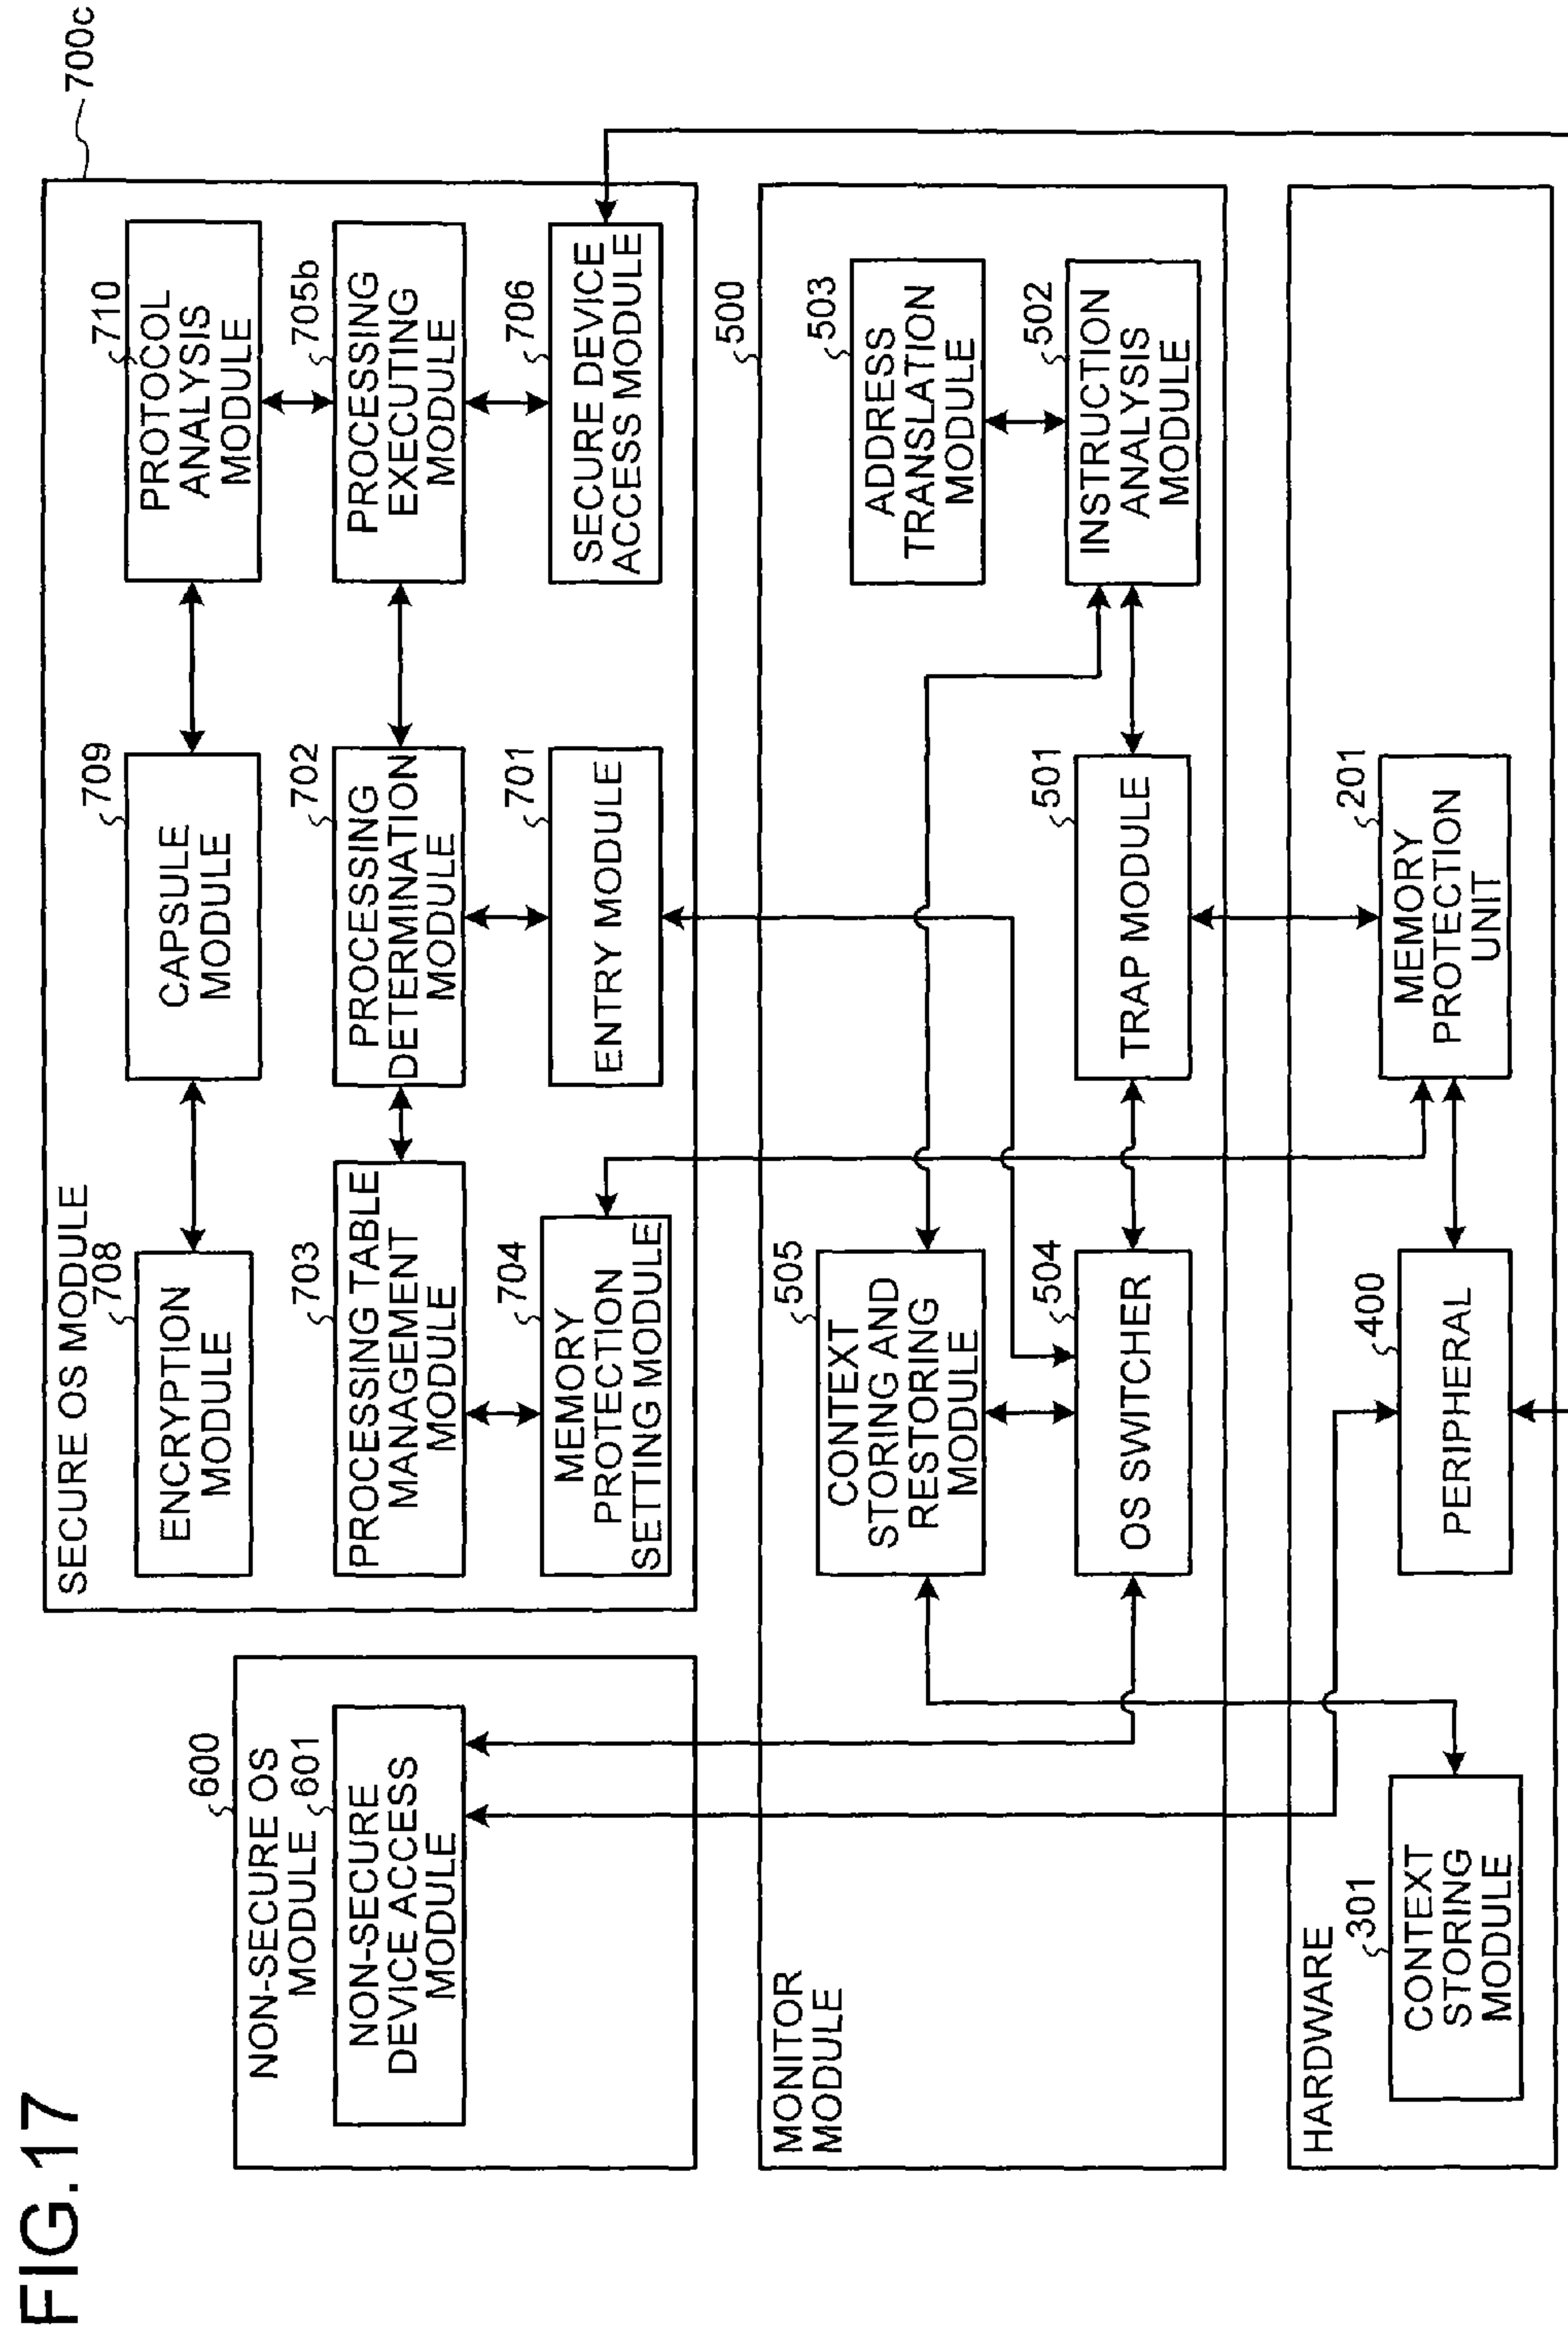 FIG.17
700c
SECURE OS MODULE
708
ENCRYPTION
MODULE
709
CAPSULE
MODULE
710
PROTOCOL
ANALYSIS
MODULE
703
PROCESSING TABLE
MANAGEMENT
MODULE
702
PROCESSING
DETERMINATION
MODULE
705b
PROCESSING
EXECUTING
MODULE
704
MEMORY
PROTECTION
SETTING MODULE
701
ENTRY MODULE
706
SECURE DEVICE
ACCESS MODULE
600
NON-SECURE OS
MODULE
601
NON-SECURE
DEVICE ACCESS
MODULE
500
MONITOR
MODULE
505
CONTEXT
STORING AND
RESTORING
MODULE
503
ADDRESS
TRANSLATION
MODULE
504
OS SWITCHER
501
TRAP MODULE
502
INSTRUCTION
ANALYSIS
MODULE
HARDWARE
301
CONTEXT
STORING
MODULE
400
PERIPHERAL
201
MEMORY
PROTECTION
UNIT